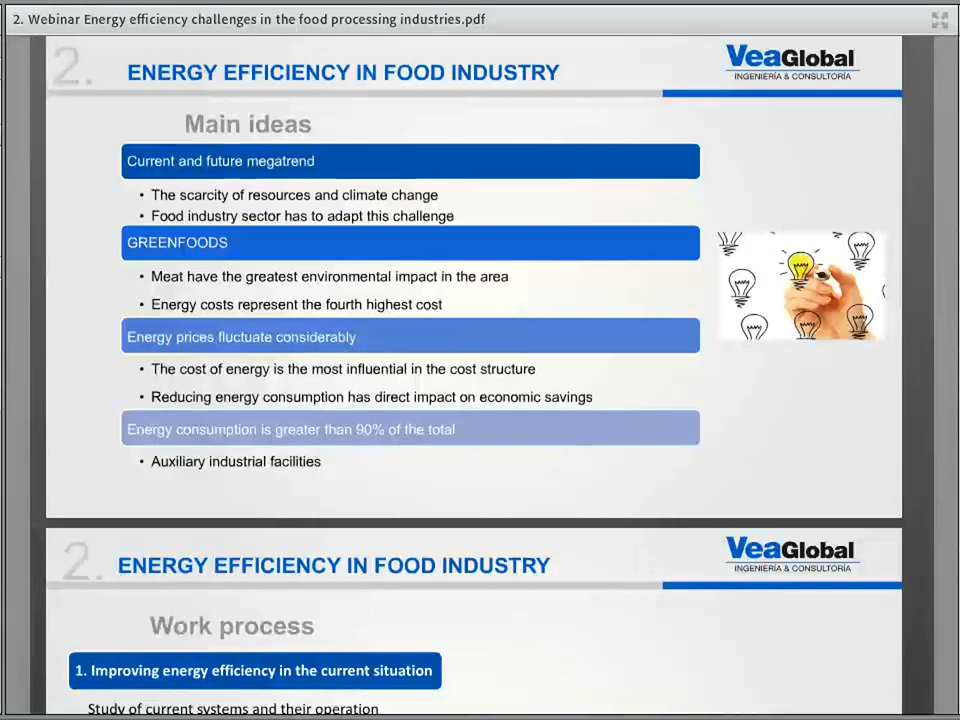 2. Webinar Energy efficiency challenges in the food processing industries.pdf
2.
ENERGY EFFICIENCY IN FOOD INDUSTRY
VeaGlobal
INGENIERÍA & CONSULTORÍA
Main ideas
Current and future megatrend
• The scarcity of resources and climate change
• Food industry sector has to adapt this challenge
GREENFOODS
• Meat have the greatest environmental impact in the area
• Energy costs represent the fourth highest cost
Energy prices fluctuate considerably
• The cost of energy is the most influential in the cost structure
• Reducing energy consumption has direct impact on economic savings
Energy consumption is greater than 90% of the total
• Auxiliary industrial facilities
2.
ENERGY EFFICIENCY IN FOOD INDUSTRY
VeaGlobal
INGENIERÍA & CONSULTORÍA
Work process
1. Improving energy efficiency in the current situation
Study of current systems and their operation